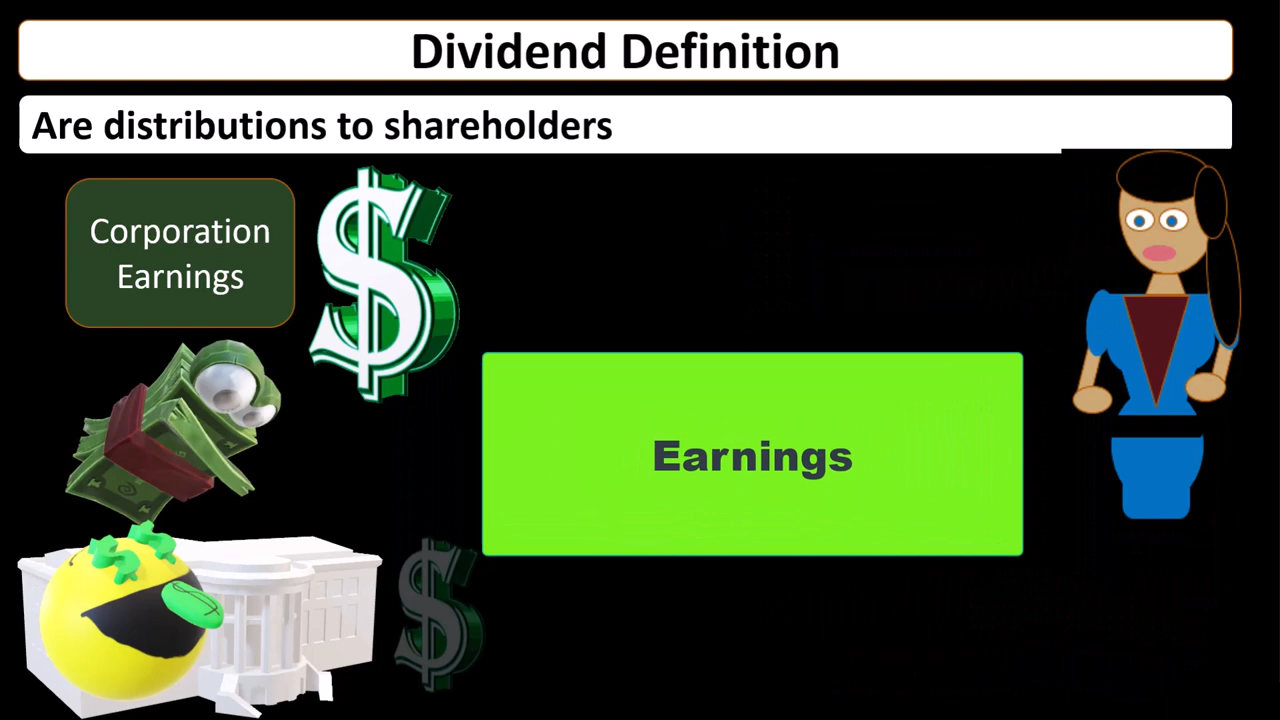 Dividend Definition
Are distributions to shareholders
Corporation
Earnings
$
Earnings
$